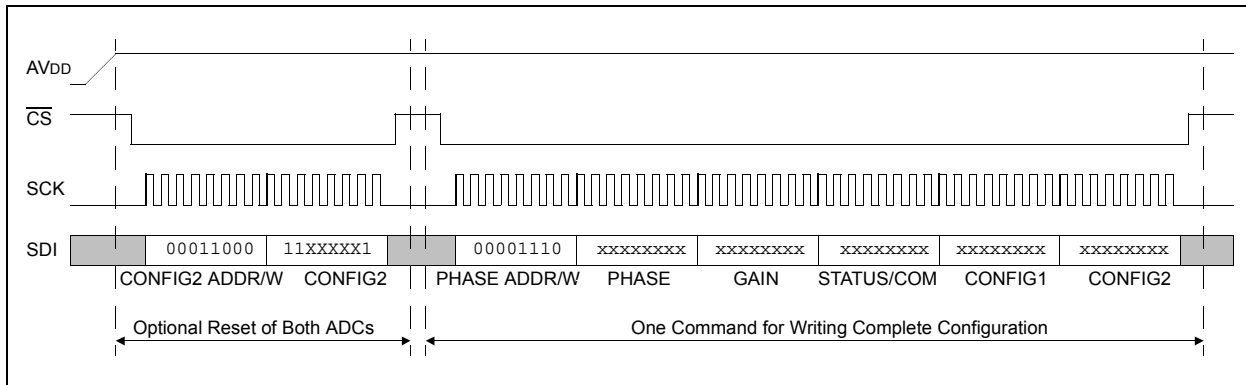 AVDD
CS
SCK
SDI
00011000 11XXXXX1 00001110 xxxxxxxx xxxxxxxx xxxxxxxx xxxxxxxx xxxxxxxx
CONFIG2 ADDR/W CONFIG2 PHASE ADDR/W PHASE GAIN STATUS/COM CONFIG1 CONFIG2
Optional Reset of Both ADCs One Command for Writing Complete Configuration